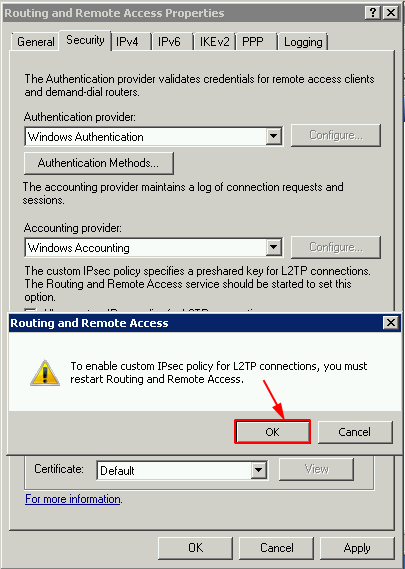 Routing and Remote Access Properties
General Security IPv4 IPv6 IKEv2 PPP Logging
The Authentication provider validates credentials for remote access clients
and demand-dial routers.
Authentication provider:
Windows Authentication
Configure...
Authentication Methods...
The accounting provider maintains a log of connection requests and
sessions.
Accounting provider:
Windows Accounting
Configure...
The custom IPsec policy specifies a preshared key for L2TP connections.
The Routing and Remote Access service should be started to set this
option.
Routing and Remote Access
To enable custom IPsec policy for L2TP connections, you must
restart Routing and Remote Access.
OK Cancel
Certificate:
Default
View
For more information.
OK Cancel Apply